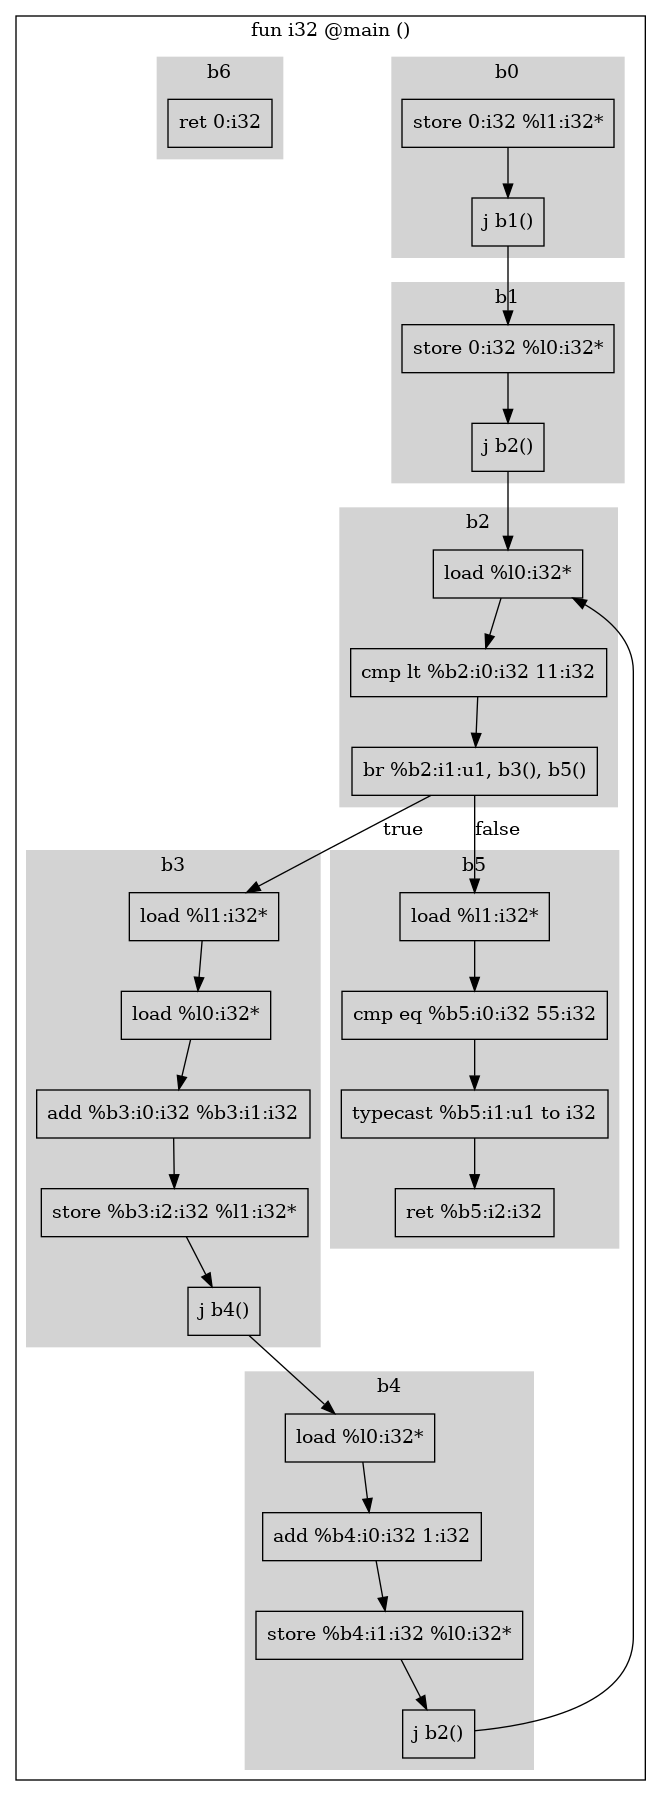 fun i32 @main ()
b6
ret 0:i32
b0
store 0:i32 %l1:i32*
j b1()
b1
store 0:i32 %l0:i32*
j b2()
b2
load %l0:i32*
cmp lt %b2:i0:i32 11:i32
br %b2:i1:u1, b3(), b5()
true
false
b3
load %l1:i32*
load %l0:i32*
add %b3:i0:i32 %b3:i1:i32
store %b3:i2:i32 %l1:i32*
j b4()
b5
load %l1:i32*
cmp eq %b5:i0:i32 55:i32
typecast %b5:i1:u1 to i32
ret %b5:i2:i32
b4
load %l0:i32*
add %b4:i0:i32 1:i32
store %b4:i1:i32 %l0:i32*
j b2()